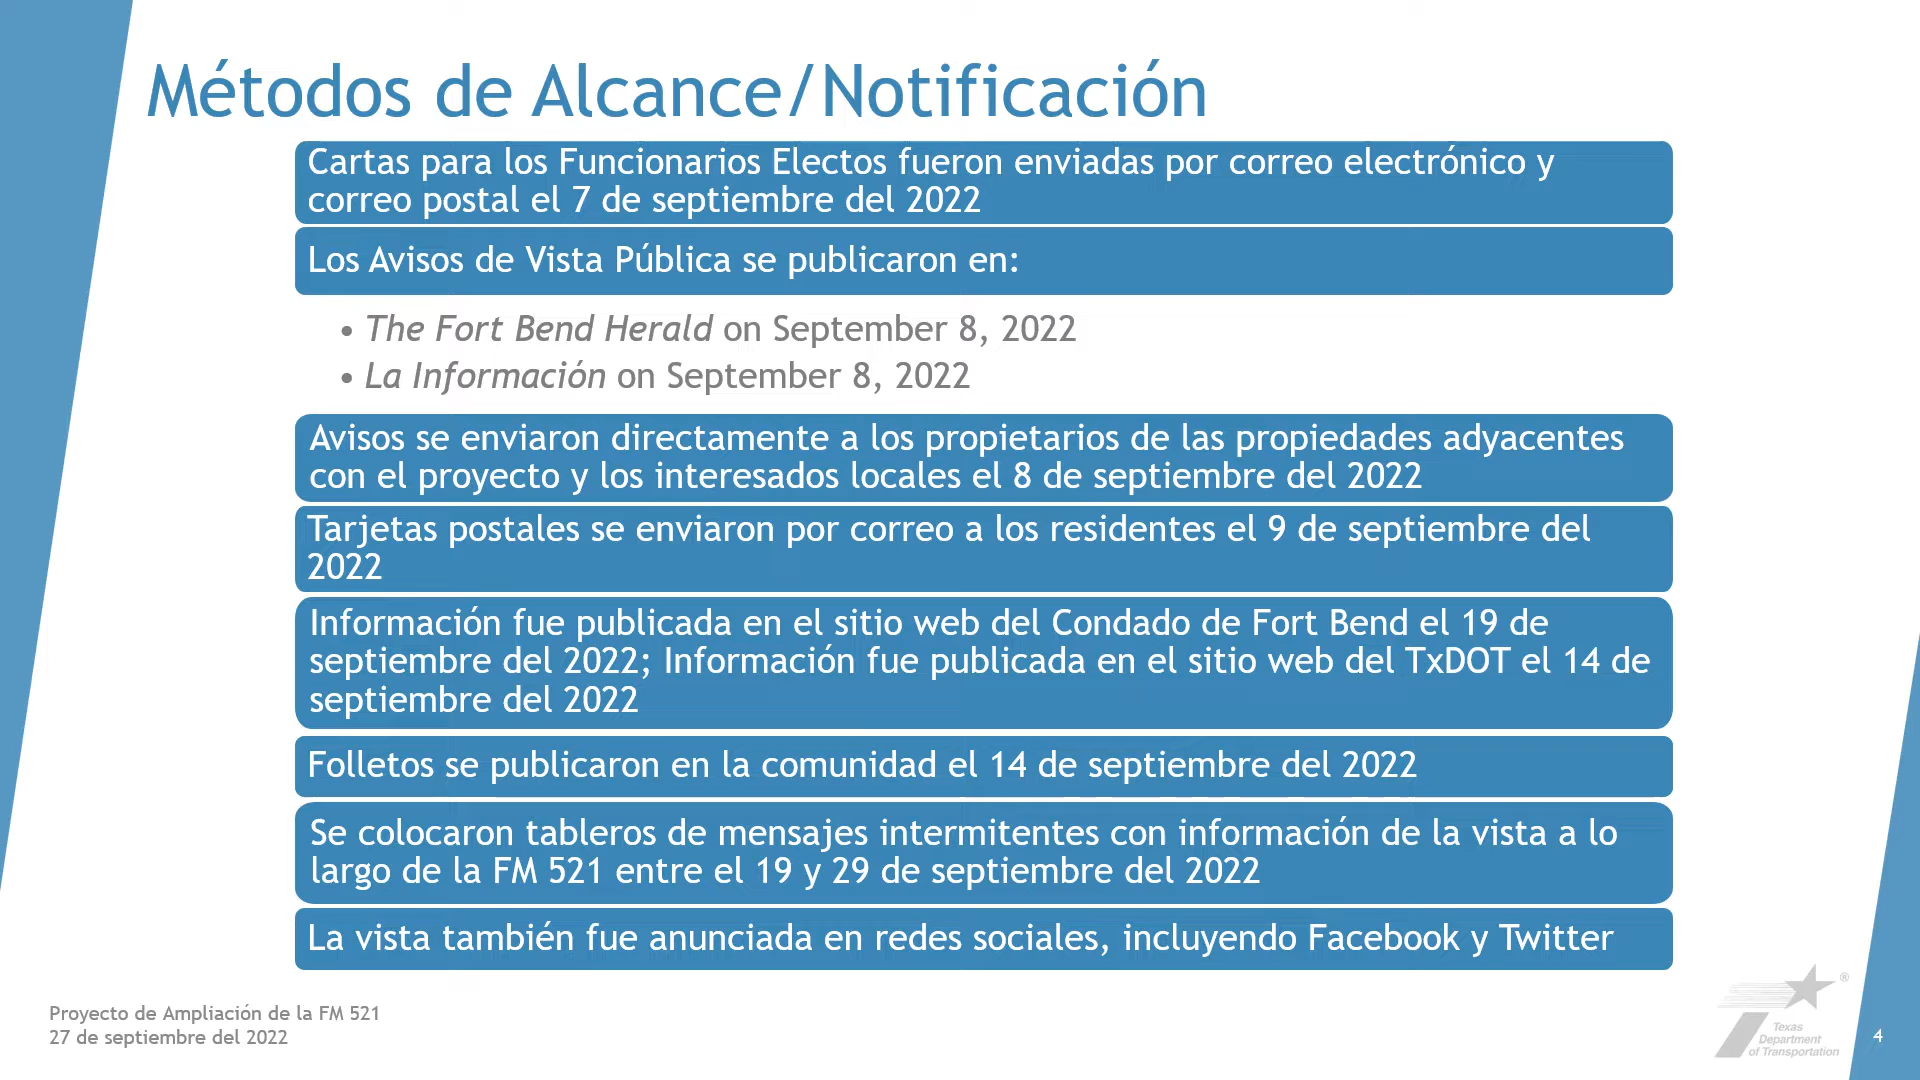 Métodos de Alcance/Notificación
Cartas para los Funcionarios Electos fueron enviadas por correo electrónico y
correo postal el 7 de septiembre del 2022
Los Avisos de Vista Pública se publicaron en:
• The Fort Bend Herald on September 8, 2022
• La Información on September 8, 2022
Avisos se enviaron directamente a los propietarios de las propiedades adyacentes
con el proyecto y los interesados locales el 8 de septiembre del 2022
Tarjetas postales se enviaron por correo a los residentes el 9 de septiembre del
2022
Información fue publicada en el sitio web del Condado de Fort Bend el 19 de
septiembre del 2022; Información fue publicada en el sitio web del TxDOT el 14 de
septiembre del 2022
Folletos se publicaron en la comunidad el 14 de septiembre del 2022
Se colocaron tableros de mensajes intermitentes con información de la vista a lo
largo de la FM 521 entre el 19 y 29 de septiembre del 2022
La vista también fue anunciada en redes sociales, incluyendo Facebook y Twitter
Proyecto de Ampliación de la FM 521
27 de septiembre del 2022
®
Texas
Department
of Transportation
4